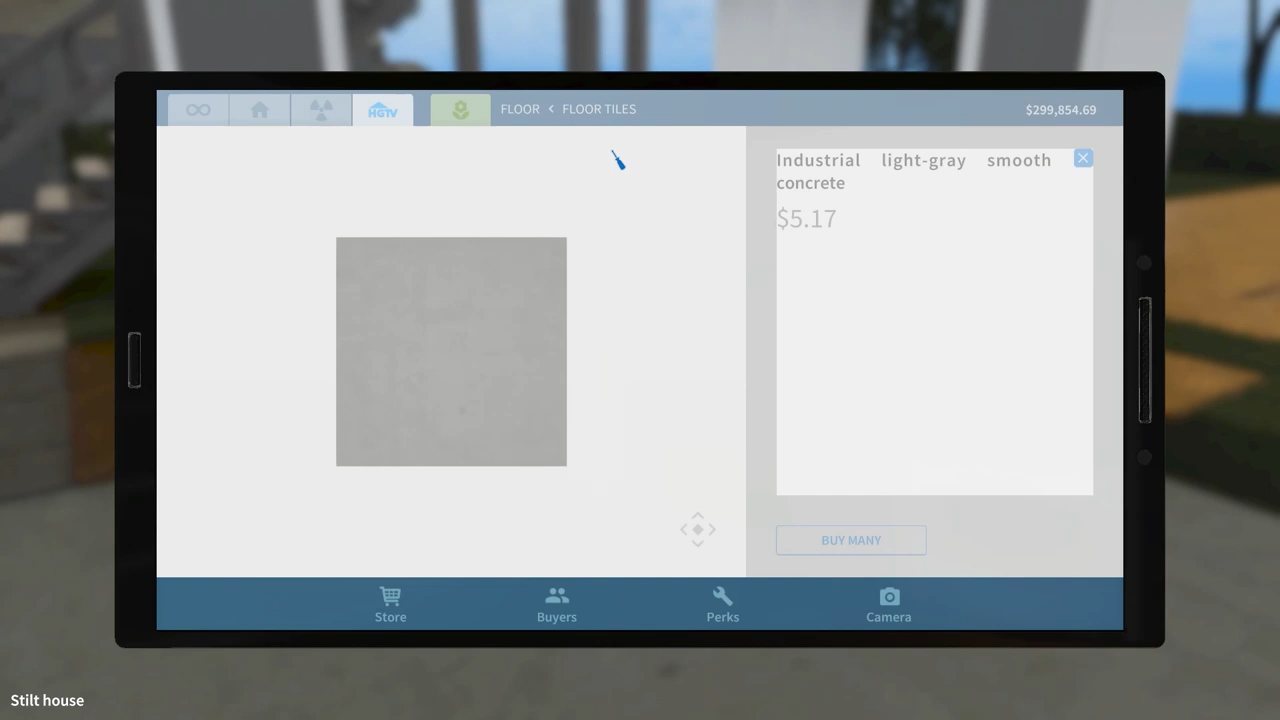 HGTV
FLOOR < FLOOR TILES
$299,854.69
Industrial light-gray smooth
concrete
$5.17
BUY MANY
Store
Buyers
Perks
Camera
Stilt house